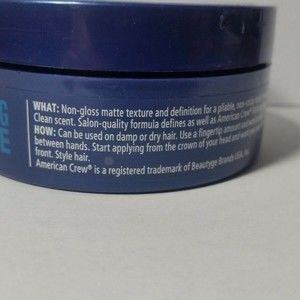 G
E
WHAT: Non-gloss matte texture and definition for a pliable,
Clean scent. Salon-quality formula defines as well as American Crew®
HOW: Can be used on damp or dry hair. Use a fingertip amount and
between hands. Start applying from the crown of your head and work
front. Style hair.
American Crew® is a registered trademark of Beautyge Brands USA,